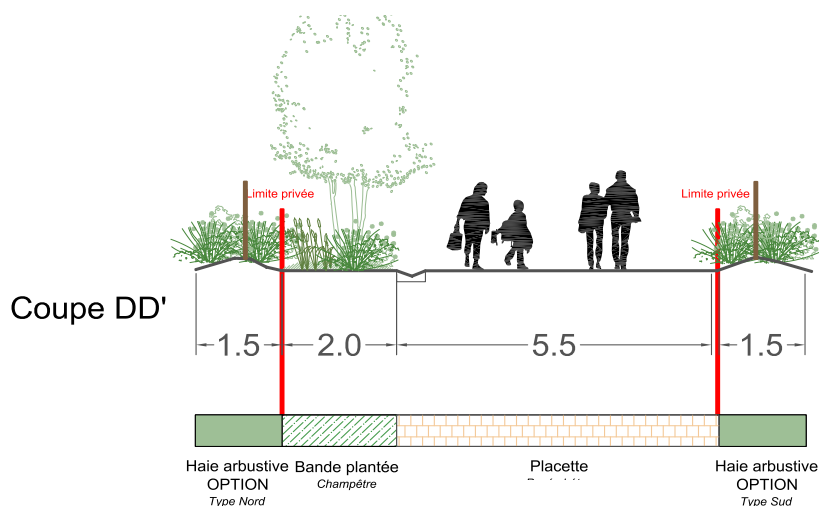 Limite privée
Limite privée
Coupe DD'
1.5
2.0
5.5
1.5
Haie arbustive
OPTION
Type Nord
Bande plantée
Champêtre
Placette
Haie arbustive
OPTION
Type Sud